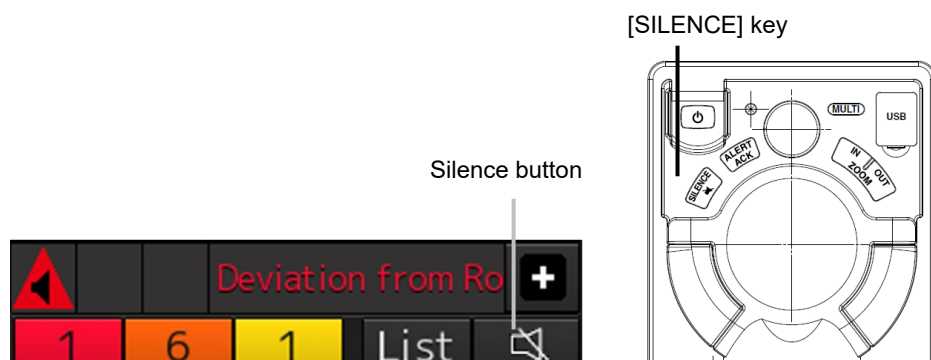 [SILENCE] key
MULTI
USB
ALERT
ACK
IN
OUT
ZOOM
SILENCE
Silence button
Deviation from Ro
1 6 1 List